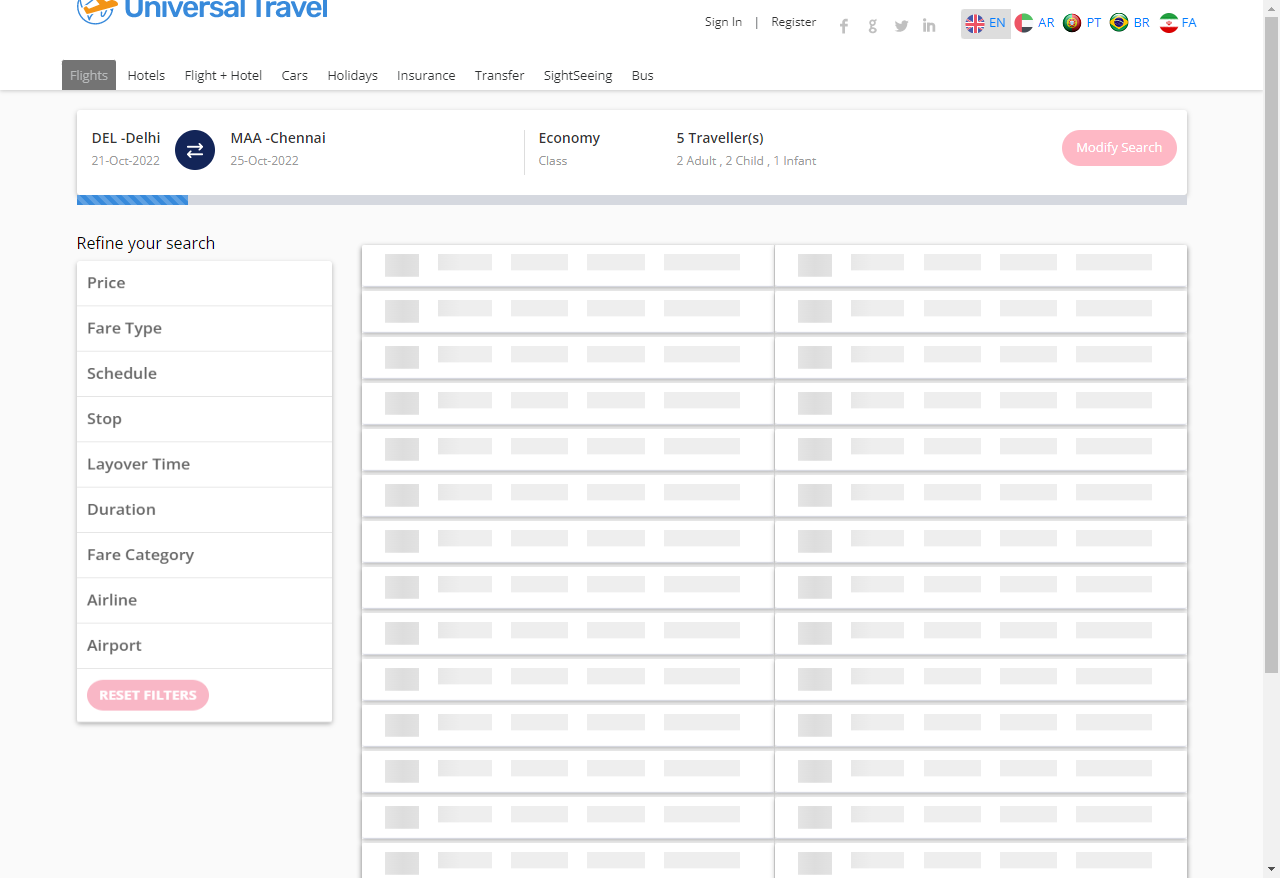 Universal Travel
Sign In | Register
EN AR PT BR FA
Flights Hotels Flight + Hotel Cars Holidays Insurance Transfer SightSeeing Bus
DEL -Delhi
21-Oct-2022
MAA -Chennai
25-Oct-2022
Economy
Class
5 Traveller(s)
2 Adult , 2 Child , 1 Infant
Modify Search
Refine your search
Price
Fare Type
Schedule
Stop
Layover Time
Duration
Fare Category
Airline
Airport
RESET FILTERS